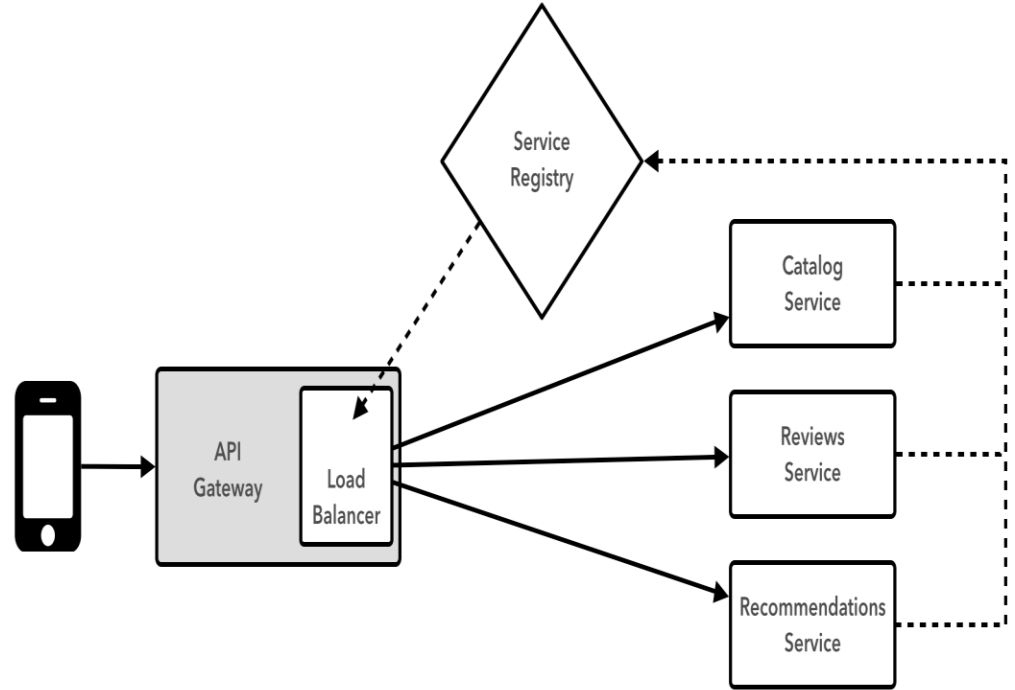 Service
Registry
Catalog
Service
API
Gateway
Load
Balancer
Reviews
Service
Recommendations
Service